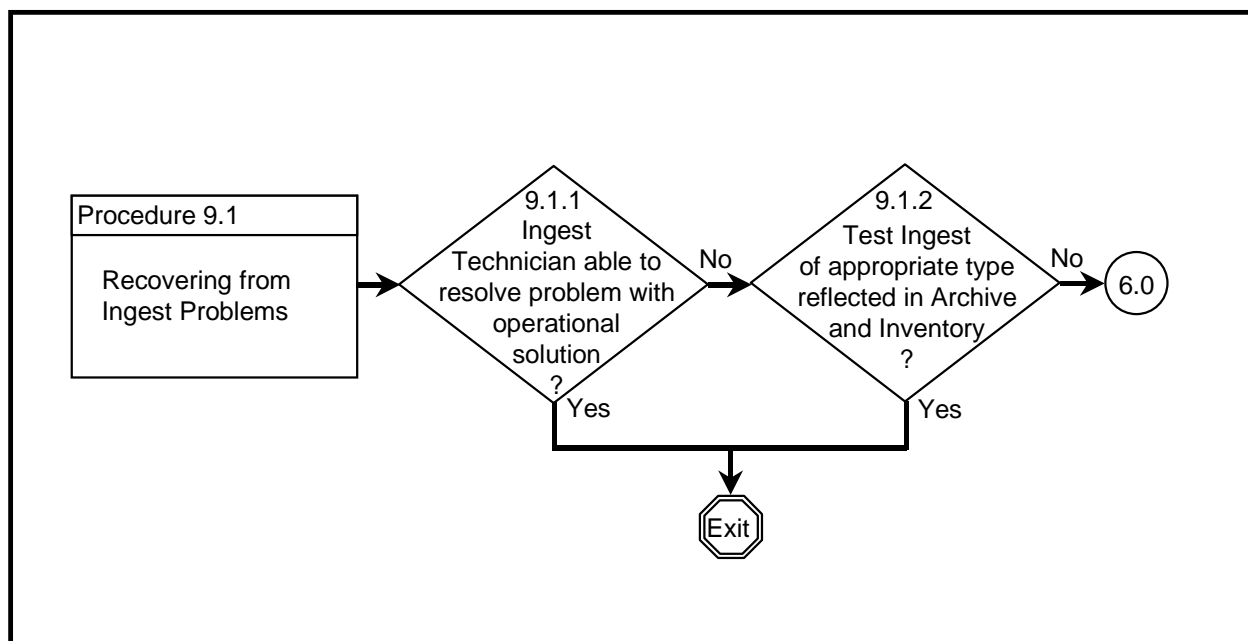 Procedure 9.1
Recovering from
Ingest Problems
9.1.1
Ingest
Technician able to
resolve problem with
operational
solution
?
Yes
No
9.1.2
Test Ingest
of appropriate type
reflected in Archive
and Inventory
?
Yes
No
6.0
Exit